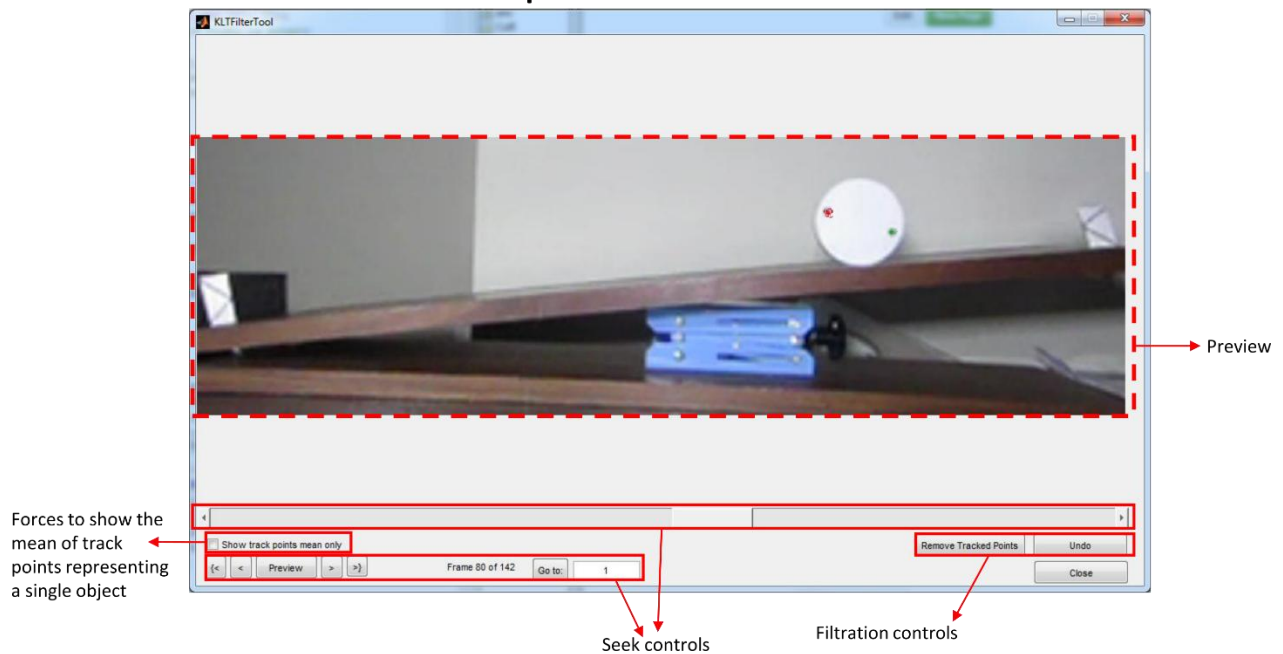 KLTFilterTool
Preview
Forces to show the
mean of track
points representing
a single object
Show track points mean only
Remove Tracked Points
Undo
{<
<
Preview
>
>}
Frame 80 of 142
Go to:
1
Close
Seek controls
Filtration controls